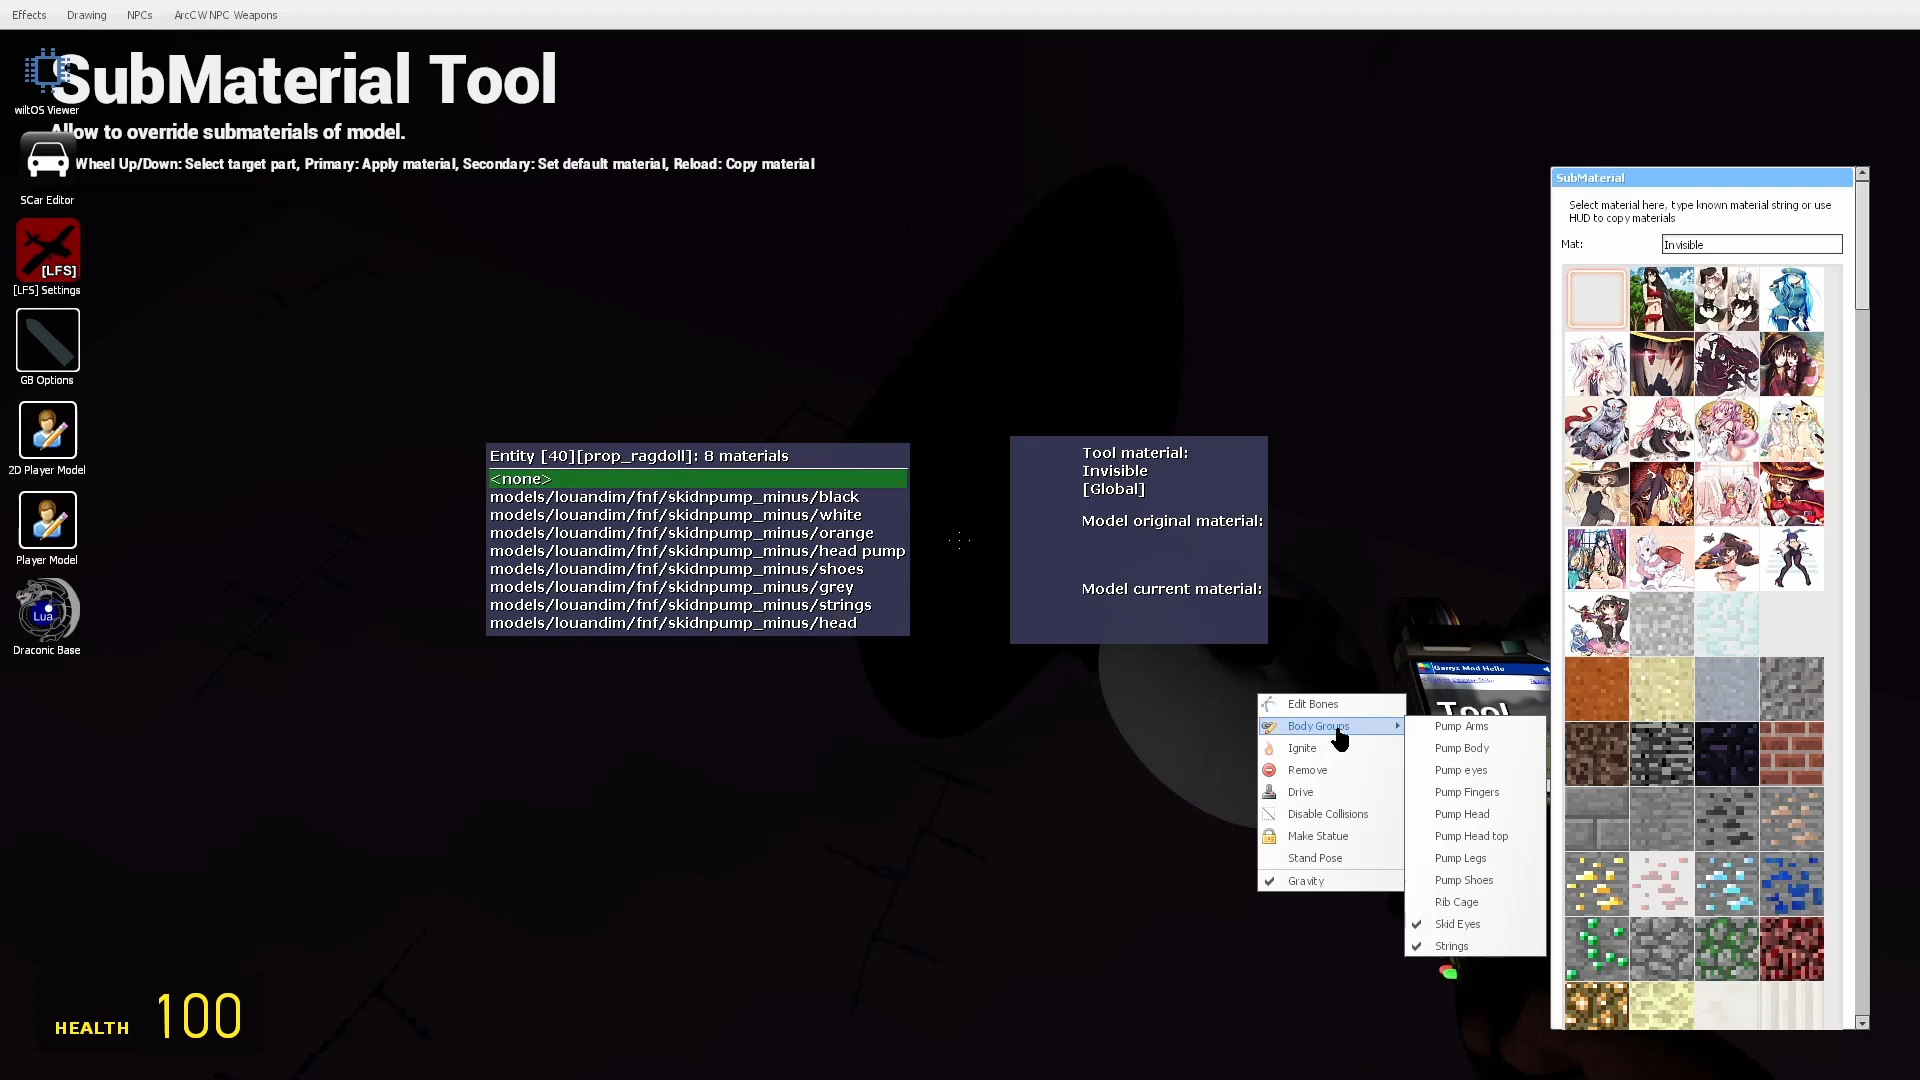 Effects Drawing NPCs ArcCW NPC Weapons
SubMaterial Tool
Allow to override submaterials of model.
Wheel Up/Down: Select target part, Primary: Apply material, Secondary: Set default material, Reload: Copy material
wiltOS Viewer
SCar Editor
[LFS]
[LFS] Settings
GB Options
2D Player Model
Player Model
Lua
Draconic Base
Entity [40][prop_ragdoll]: 8 materials
<none>
models/louandim/fnf/skidnpump_minus/black
models/louandim/fnf/skidnpump_minus/white
models/louandim/fnf/skidnpump_minus/orange
models/louandim/fnf/skidnpump_minus/head pump
models/louandim/fnf/skidnpump_minus/shoes
models/louandim/fnf/skidnpump_minus/grey
models/louandim/fnf/skidnpump_minus/strings
models/louandim/fnf/skidnpump_minus/head
Tool material:
Invisible
[Global]
Model original material:
Model current material:
Garrys Mod Hello
Tool
Edit Bones
Body Groups
Ignite
Remove
Drive
Disable Collisions
Make Statue
Stand Pose
Gravity
Pump Arms
Pump Body
Pump eyes
Pump Fingers
Pump Head
Pump Head top
Pump Legs
Pump Shoes
Rib Cage
Skid Eyes
Strings
SubMaterial
Select material here, type known material string or use
HUD to copy materials
Mat: Invisible
HEALTH 100